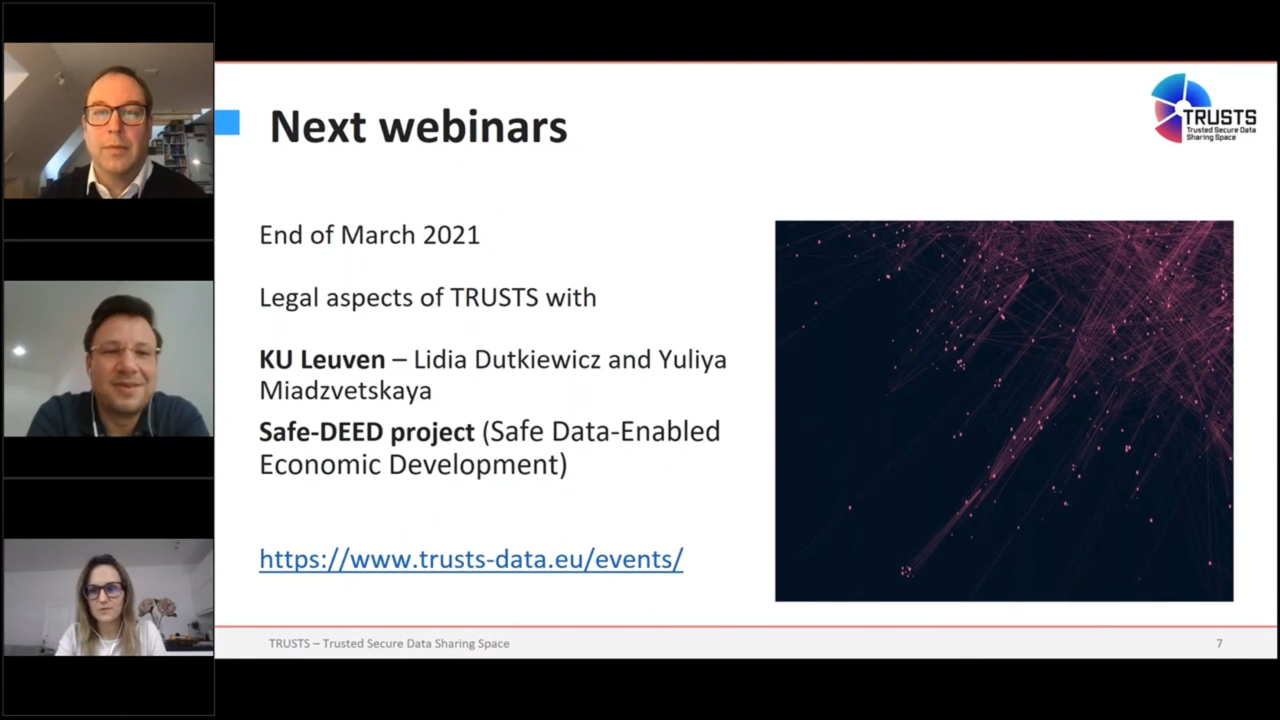 Next webinars
TRUSTS
Trusted Secure Data
Sharing Space
End of March 2021
Legal aspects of TRUSTS with
KU Leuven – Lidia Dutkiewicz and Yuliya
Miadzvetskaya
Safe-DEED project (Safe Data-Enabled
Economic Development)
https://www.trusts-data.eu/events/
TRUSTS – Trusted Secure Data Sharing Space
7